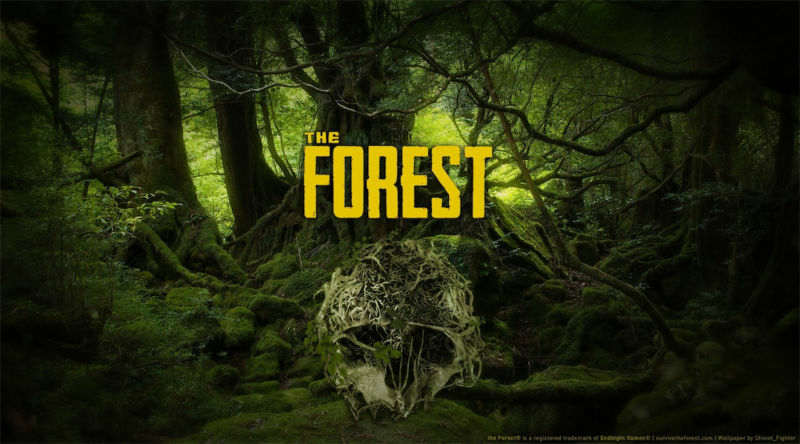 THE
FOREST
the Forest® is a registered trademark of Endnight Games® | survivetheforest.com | Wallpaper by Shovel_Fighter